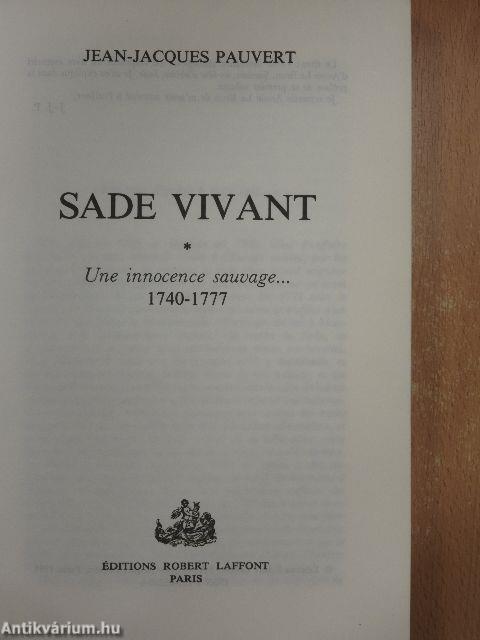 JEAN-JACQUES PAUVERT
SADE VIVANT
*
Une innocence sauvage...
1740-1777
ÉDITIONS ROBERT LAFFONT
PARIS
Antikvárium.hu